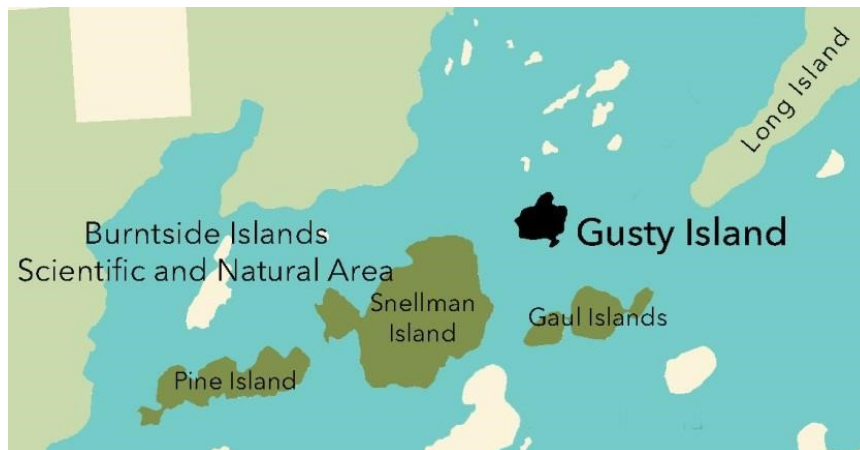 Long Island
Gusty Island
Burntside Islands
Scientific and Natural Area
Snellman
Island
Gaul Islands
Pine Island